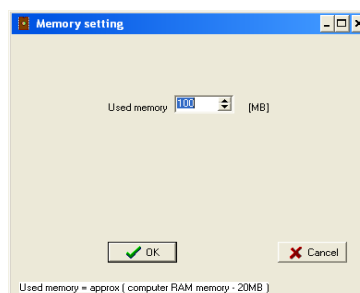 Memory setting
Used memory 100 [MB]
OK Cancel
Used memory = approx ( computer RAM memory - 20MB )